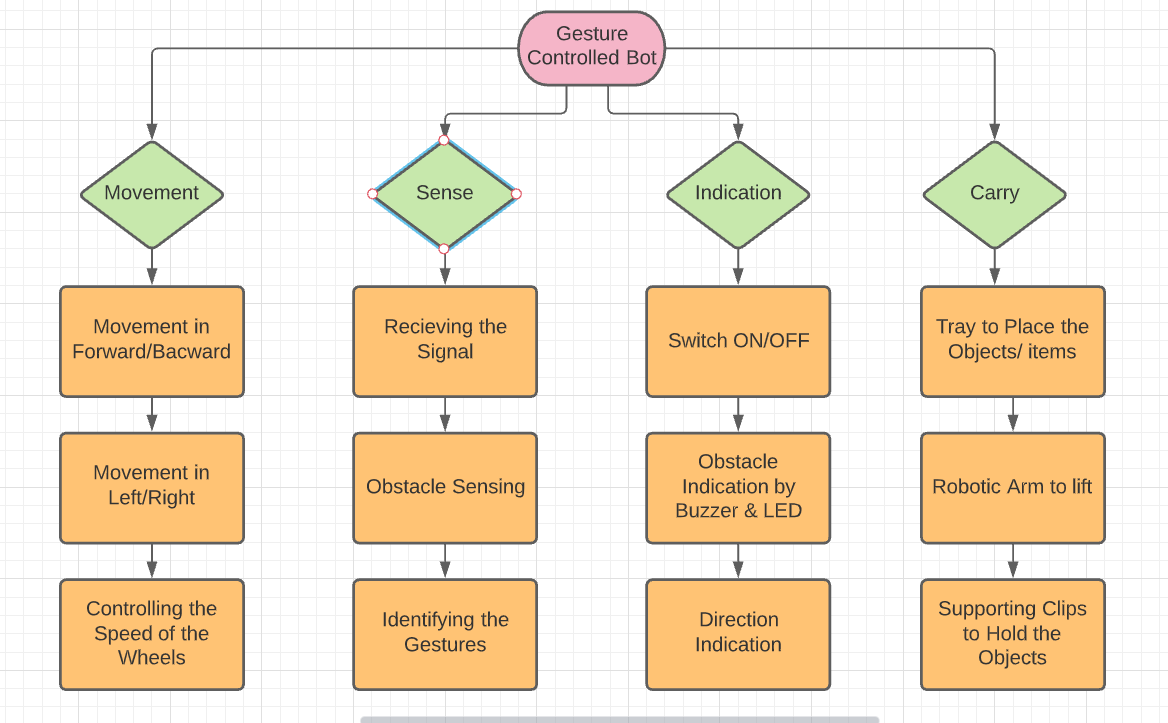 Gesture
Controlled Bot
Movement
Sense
Indication
Carry
Movement in
Forward/Bacward
Recieving the
Signal
Switch ON/OFF
Tray to Place the
Objects/ items
Movement in
Left/Right
Obstacle Sensing
Obstacle
Indication by
Buzzer & LED
Robotic Arm to lift
Controlling the
Speed of the
Wheels
Identifying the
Gestures
Direction
Indication
Supporting Clips
to Hold the
Objects